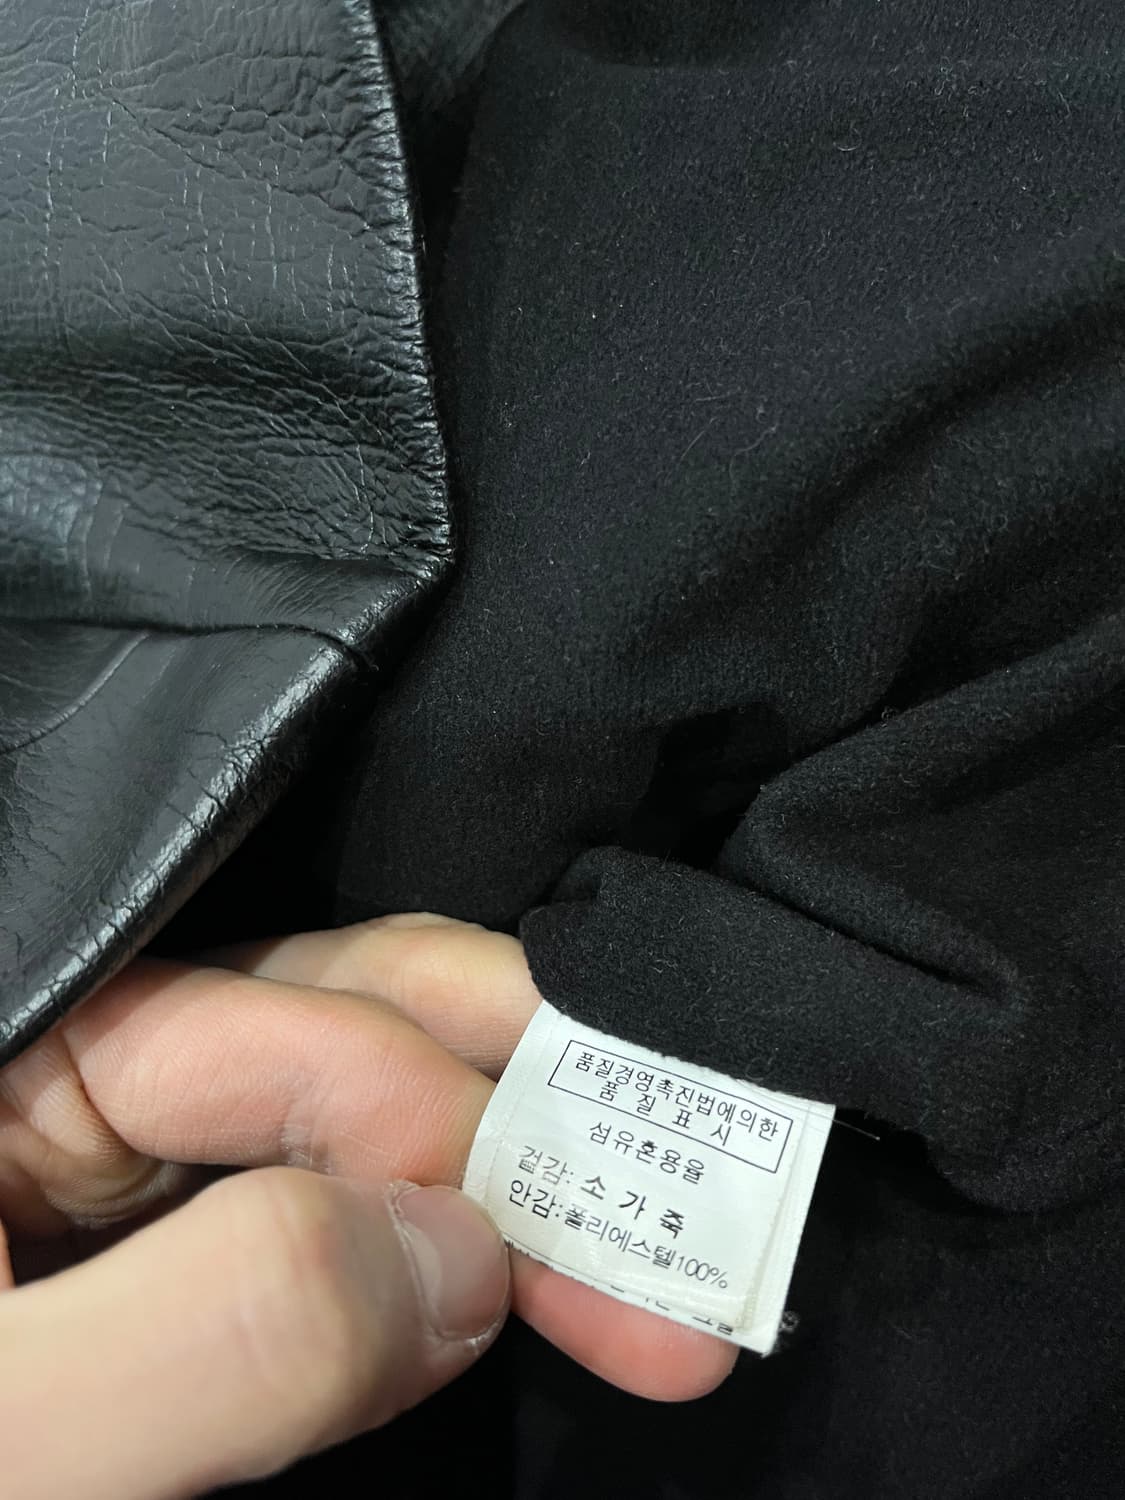 품질경영촉진법에의한
품 질 표 시
섬유혼용율
겉감: 소 가 죽
안감:폴리에스텔100%